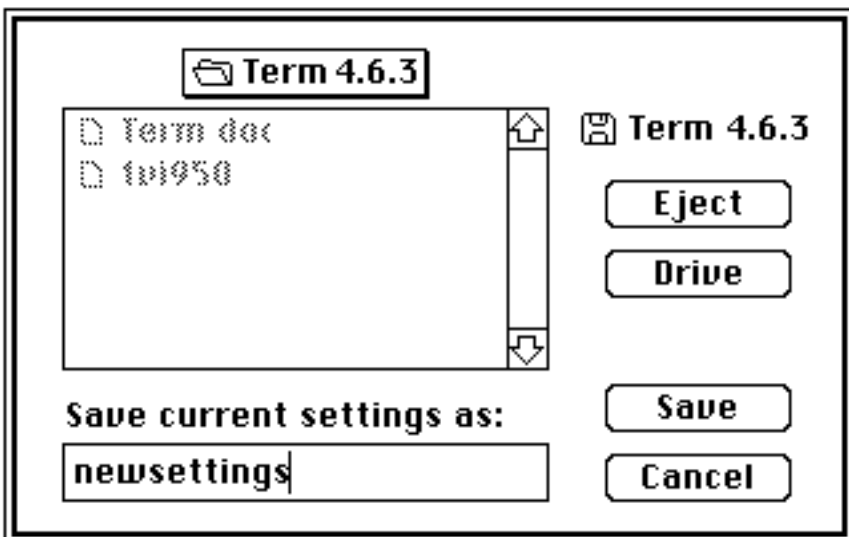 Term 4.6.3
Term doc
tvi950
Term 4.6.3
Eject
Drive
Save current settings as:
newsettings
Save
Cancel